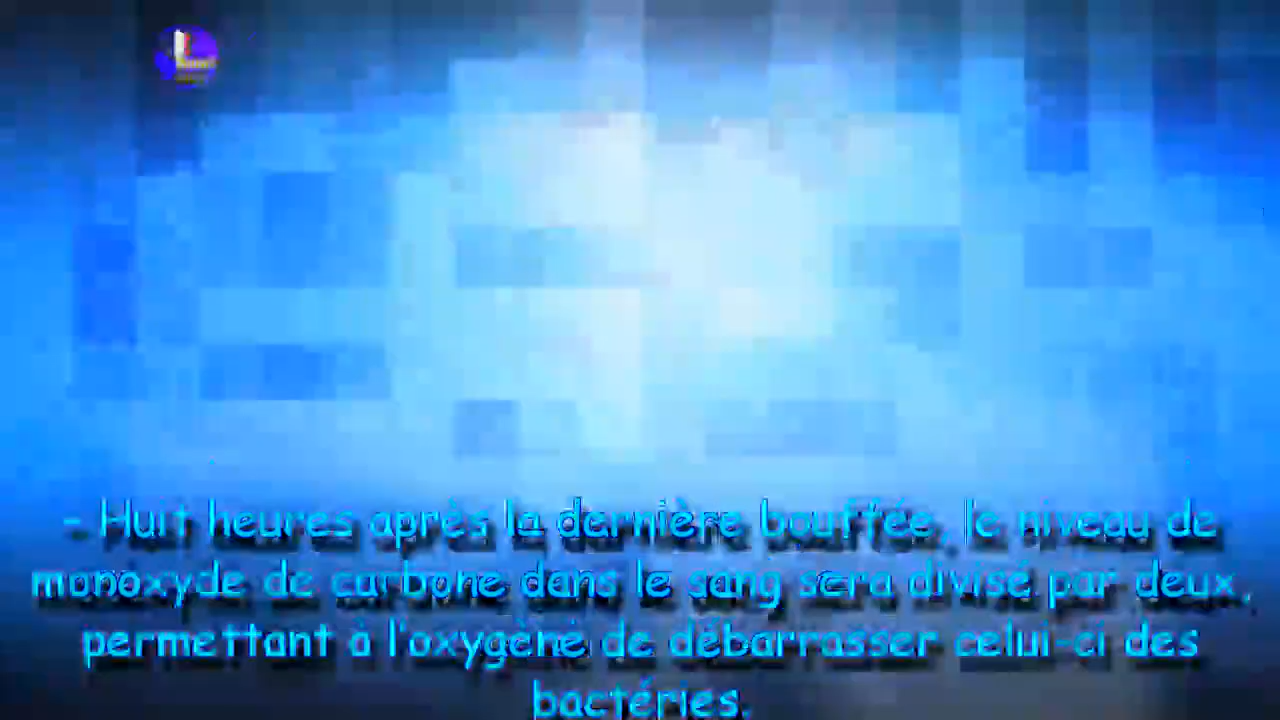 - Huit heures après la dernière bouffée, le niveau de
monoxyde de carbone dans le sang sera divisé par deux,
permettant à l'oxygène de débarrasser celui-ci des
bactéries.